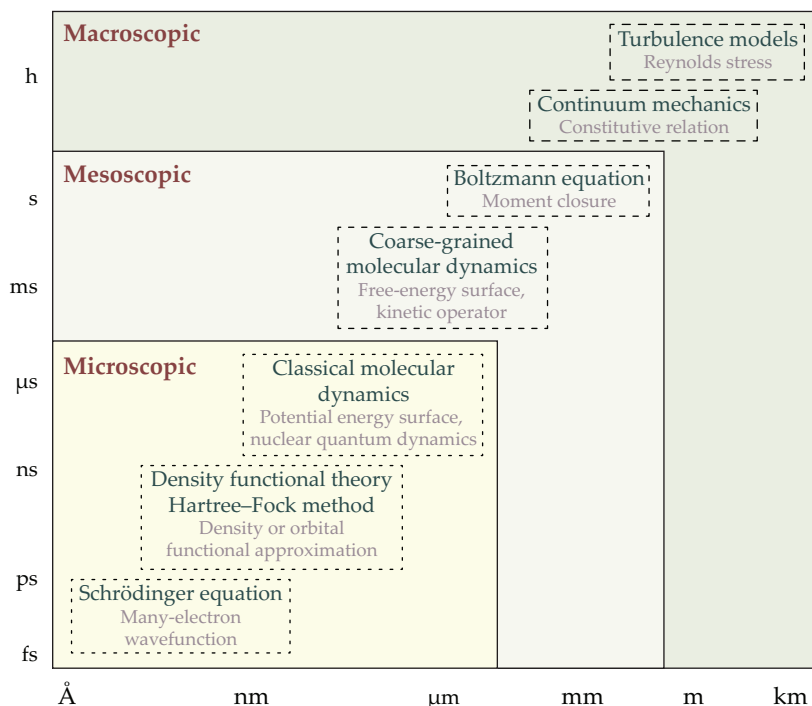 Macroscopic
Turbulence models
Reynolds stress
h
Continuum mechanics
Constitutive relation
Mesoscopic
Boltzmann equation
Moment closure
s
Coarse-grained
molecular dynamics
Free-energy surface,
kinetic operator
ms
Microscopic
Classical molecular
dynamics
Potential energy surface,
nuclear quantum dynamics
µs
ns
Density functional theory
Hartree–Fock method
Density or orbital
functional approximation
ps
Schrödinger equation
Many-electron
wavefunction
fs
Å nm µm mm m km